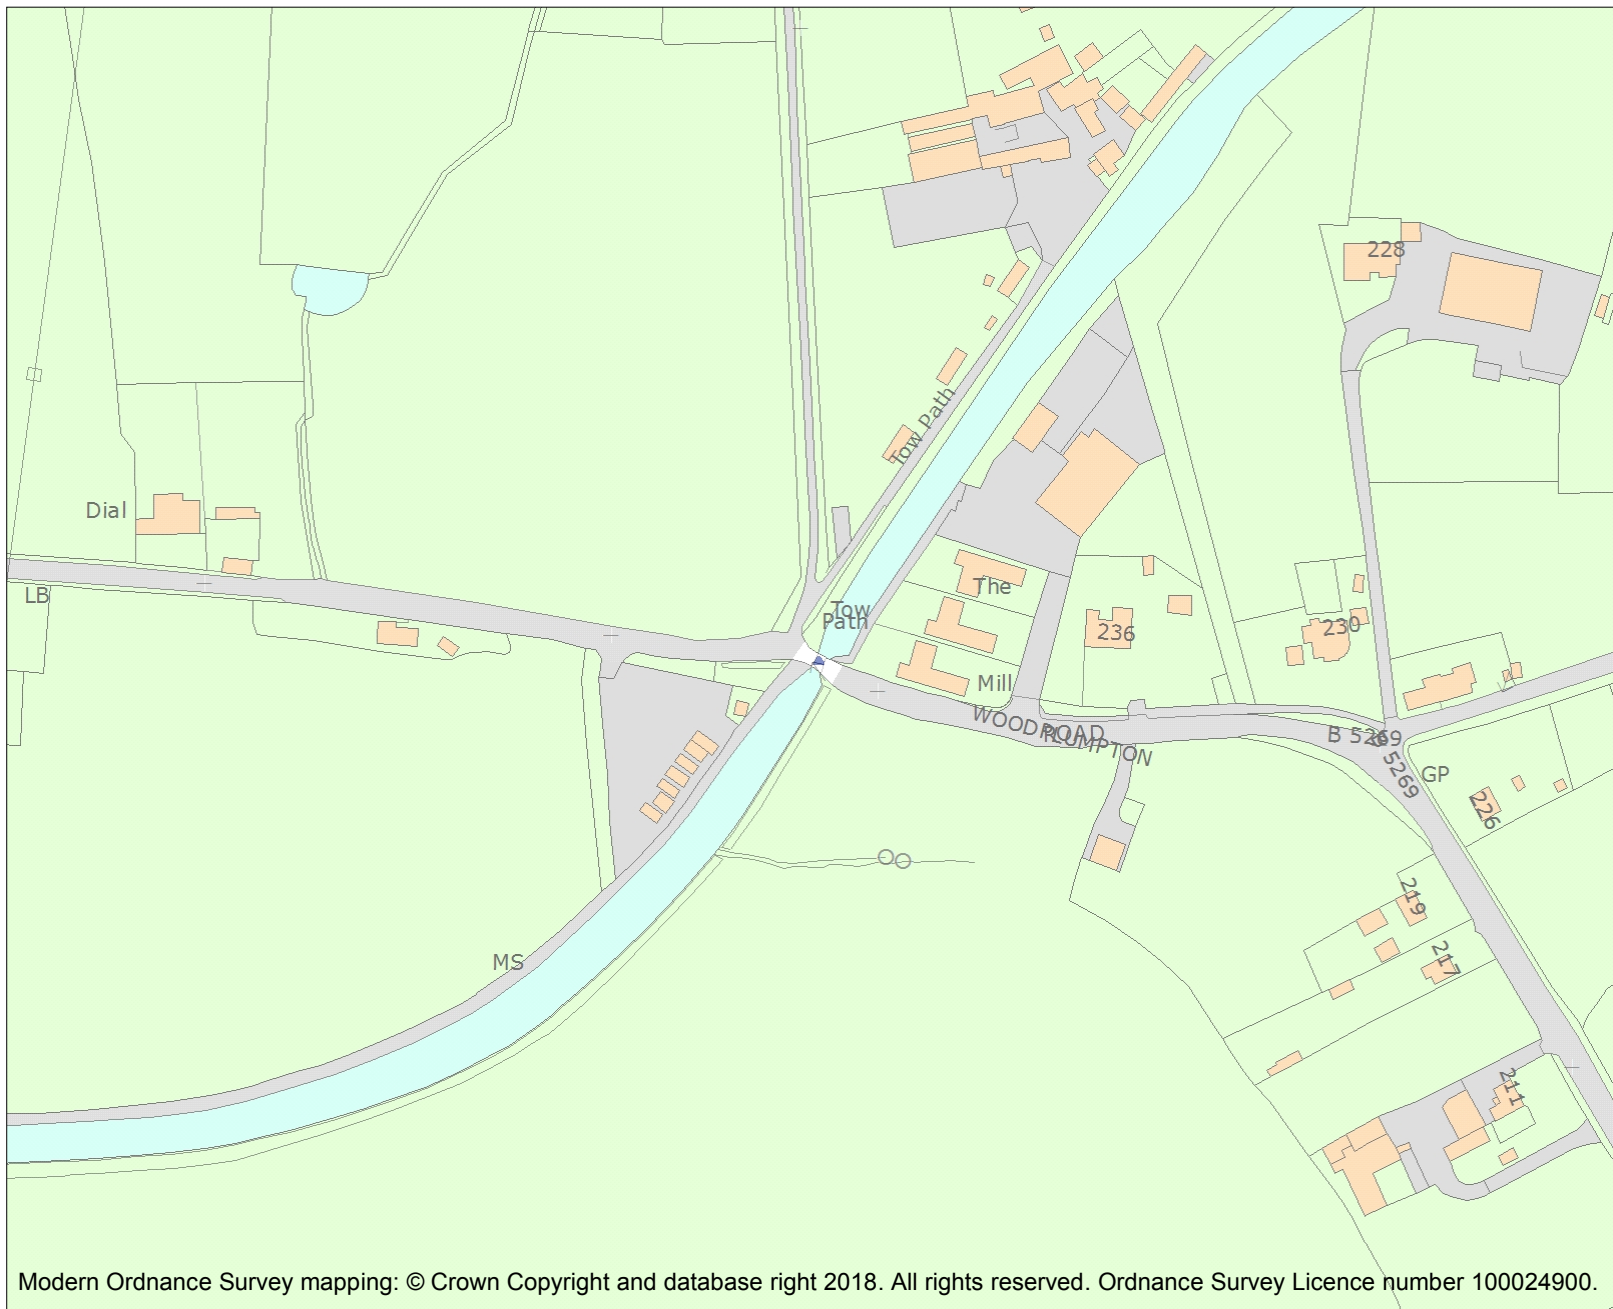 228
Tow Path
Dial
LB
The
Tow
Path
236
230
Mill
WOOD
PLUMPTON
ROAD
B 5269
B 5269
GP
226
219
217
MS
211
Modern Ordnance Survey mapping: © Crown Copyright and database right 2018. All rights reserved. Ordnance Survey Licence number 100024900.